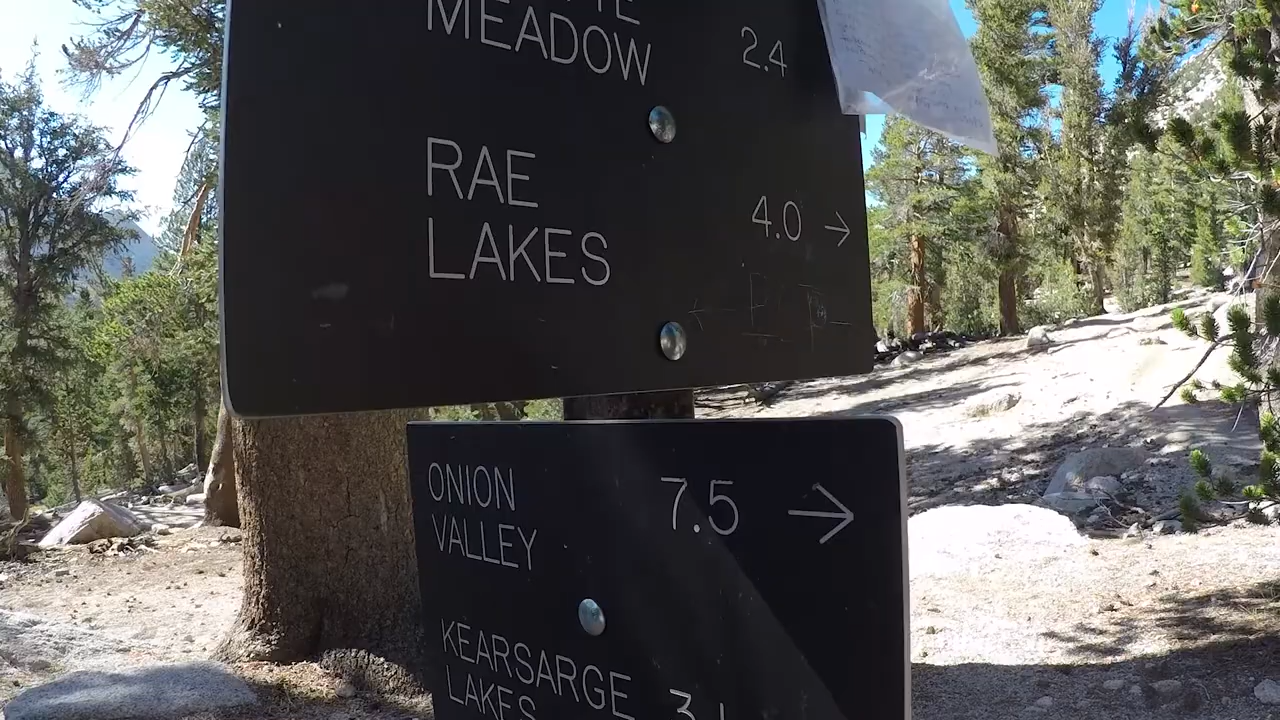 MEADOW 2.4
RAE
LAKES 4.0 →
ONION
VALLEY 7.5 →
KEARSARGE
LAKES